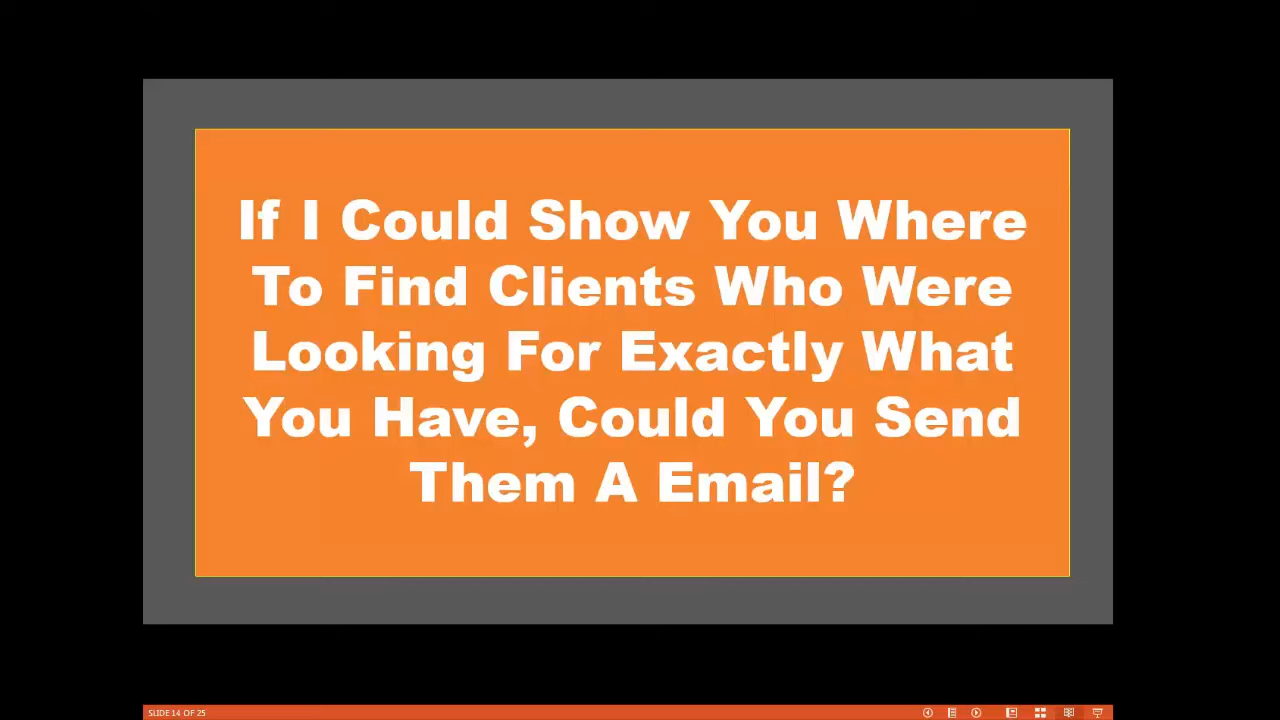 If I Could Show You Where
To Find Clients Who Were
Looking For Exactly What
You Have, Could You Send
Them A Email?
SLIDE 14 OF 25